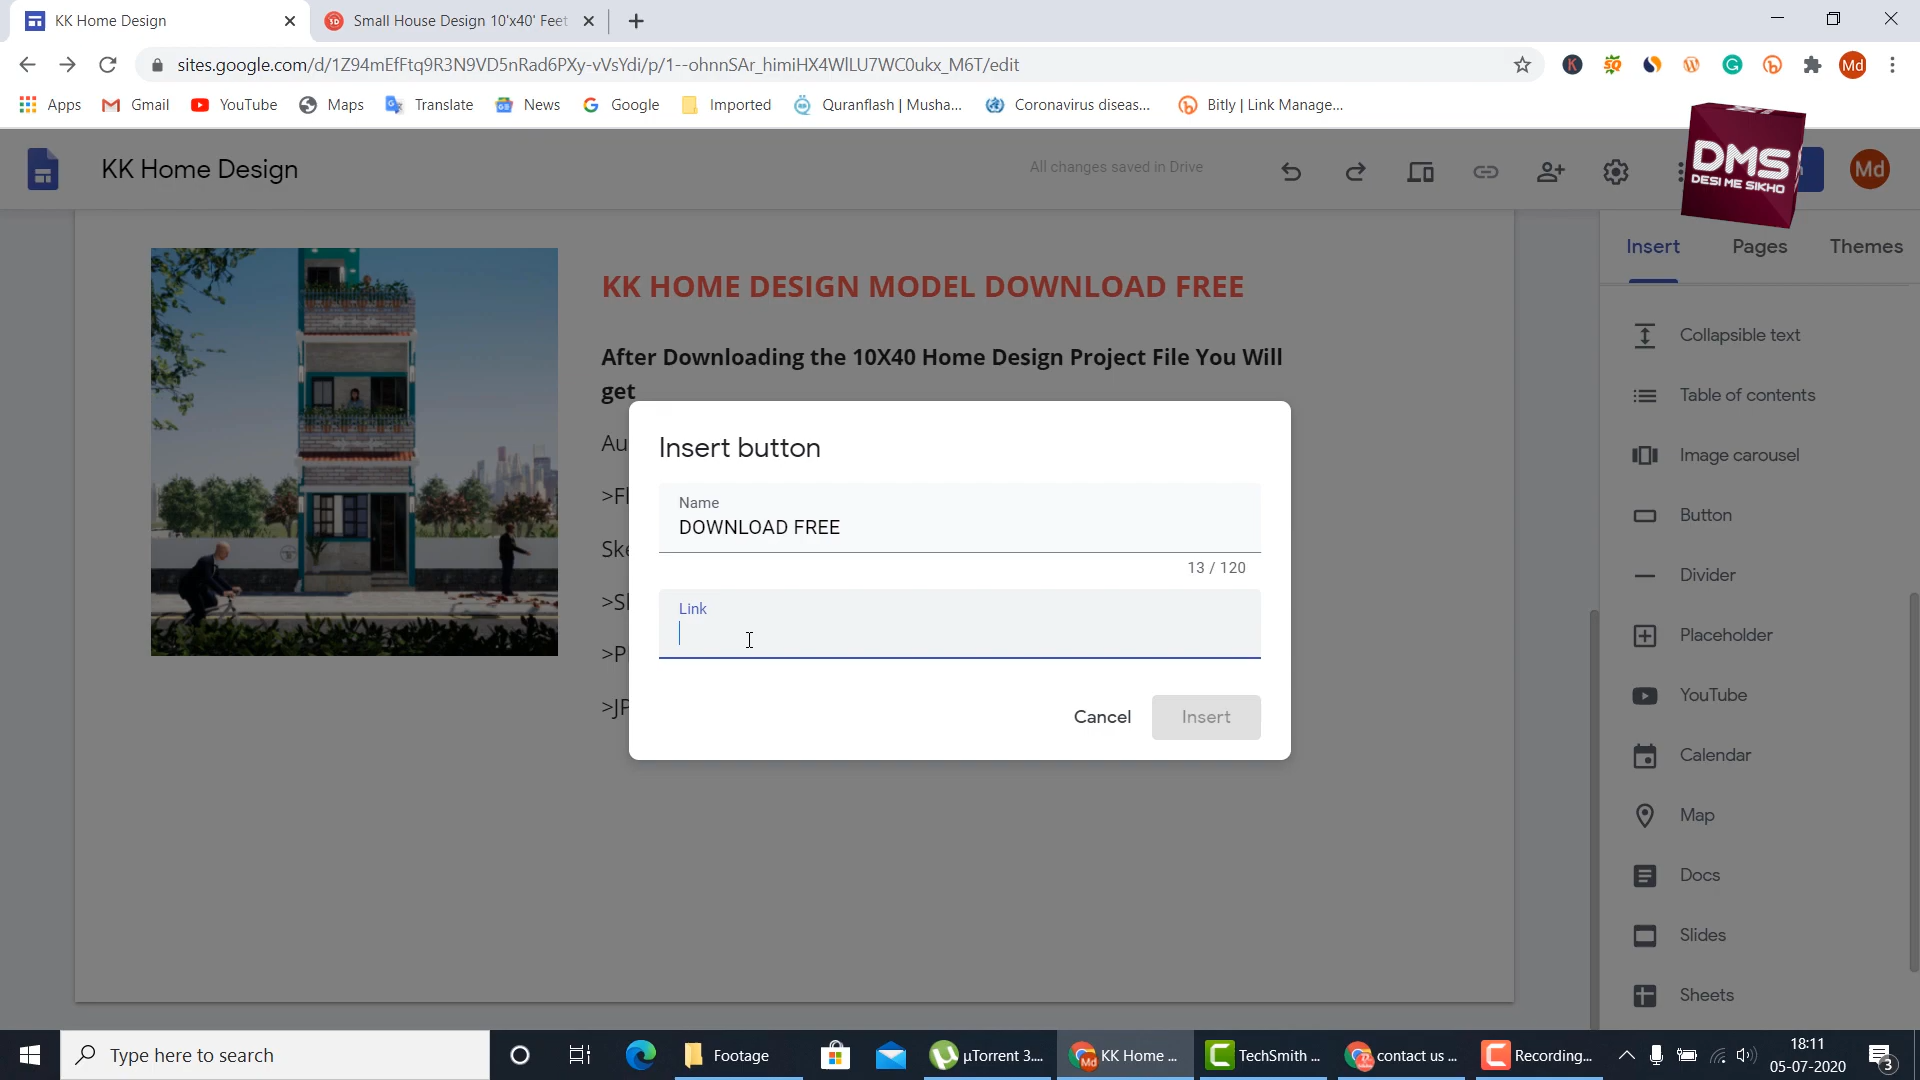 KK Home Design
Small House Design 10'x40' Feet
sites.google.com/d/1Z94mEfFtq9R3N9VD5nRad6PXy-vVsYdi/p/1--ohnnSAr_himiHX4WlLU7WC0ukx_M6T/edit
Md
Apps
Gmail
YouTube
Maps
Translate
News
Google
Imported
Quranflash | Musha...
Coronavirus diseas...
Bitly | Link Manage...
KK Home Design
All changes saved in Drive
DMS
DESI ME SIKHO
Md
Insert
Pages
Themes
KK HOME DESIGN MODEL DOWNLOAD FREE
After Downloading the 10X40 Home Design Project File You Will
get
Au
>Fl
Ske
>Sl
>P
>JP
Insert button
Name
DOWNLOAD FREE
13 / 120
Link
Cancel
Insert
Collapsible text
Table of contents
Image carousel
Button
Divider
Placeholder
YouTube
Calendar
Map
Docs
Slides
Sheets
Type here to search
Footage
µTorrent 3....
KK Home ...
TechSmith ...
contact us ...
Recording...
18:11
05-07-2020
3